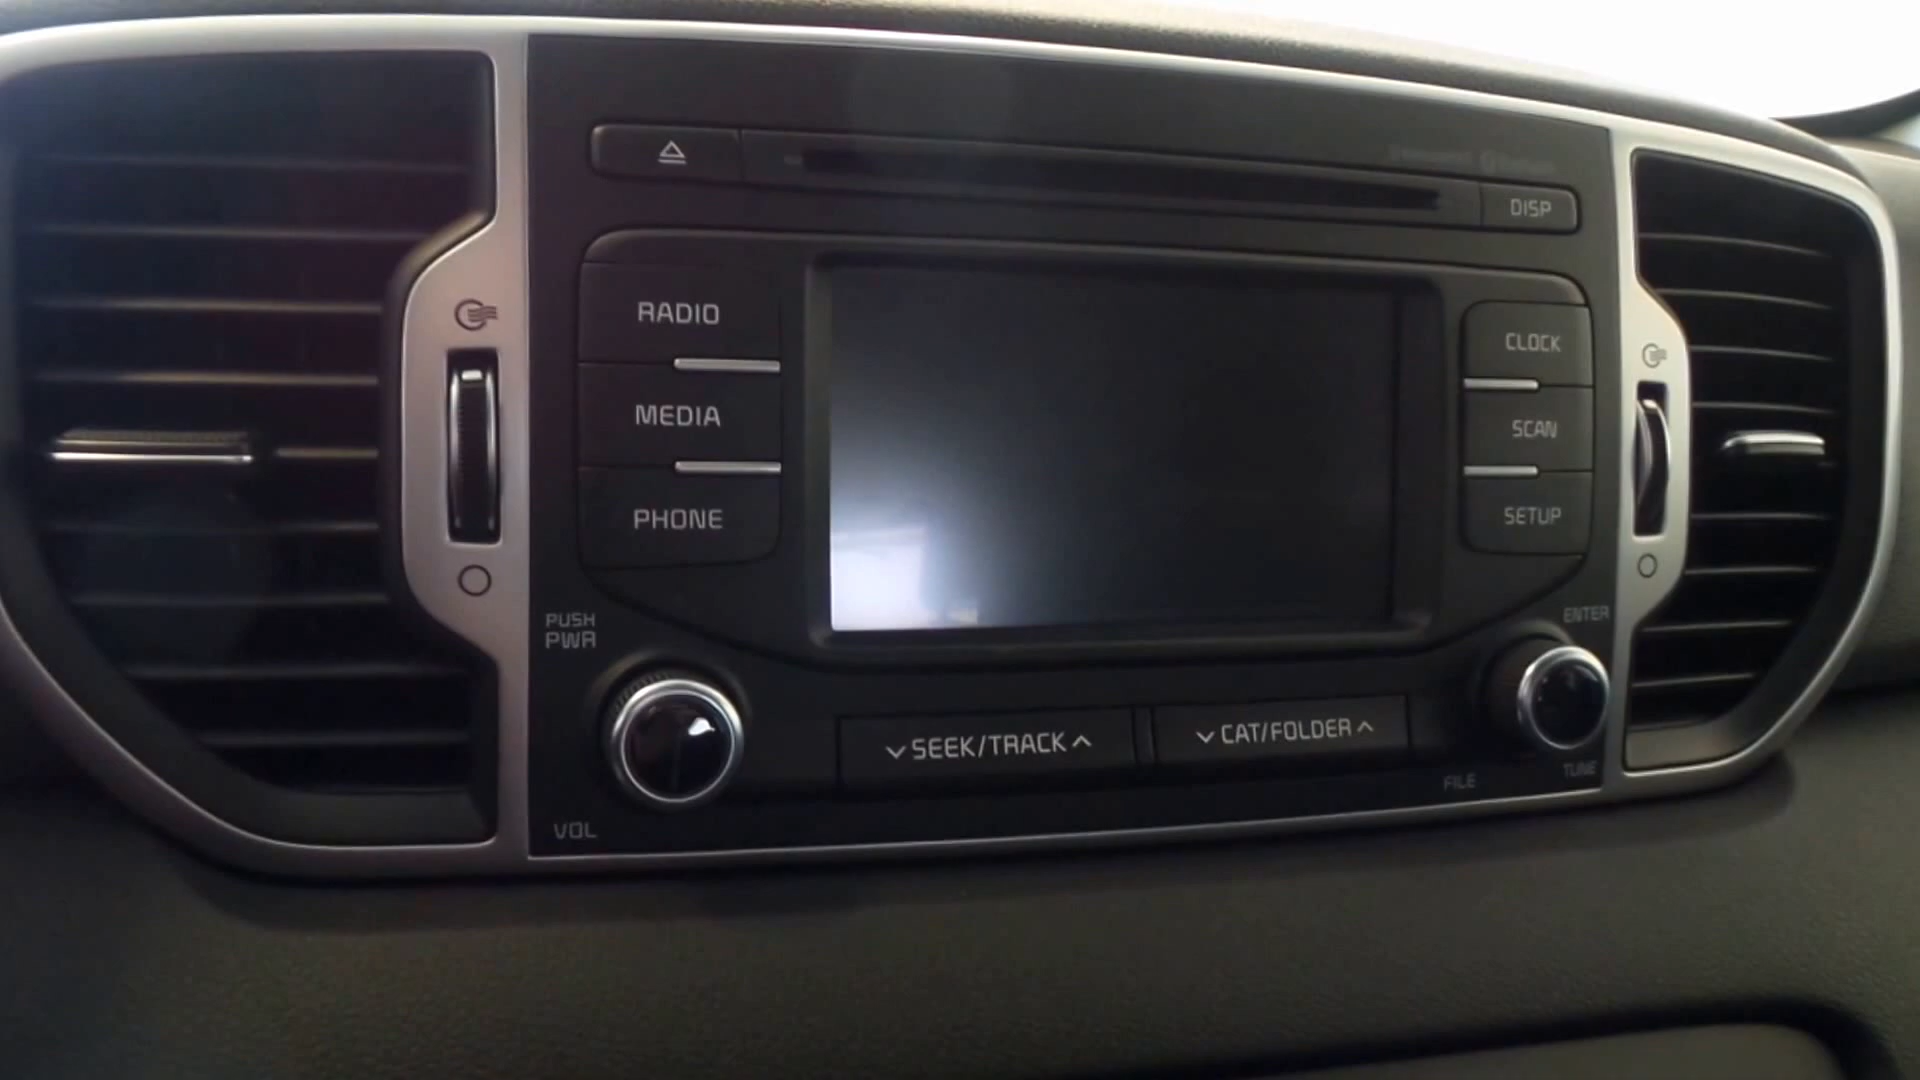 DISP
RADIO
MEDIA
PHONE
CLOCK
SCAN
SETUP
PUSH
PWR
VOL
SEEK/TRACK
CAT/FOLDER
ENTER
FILE
TUNE